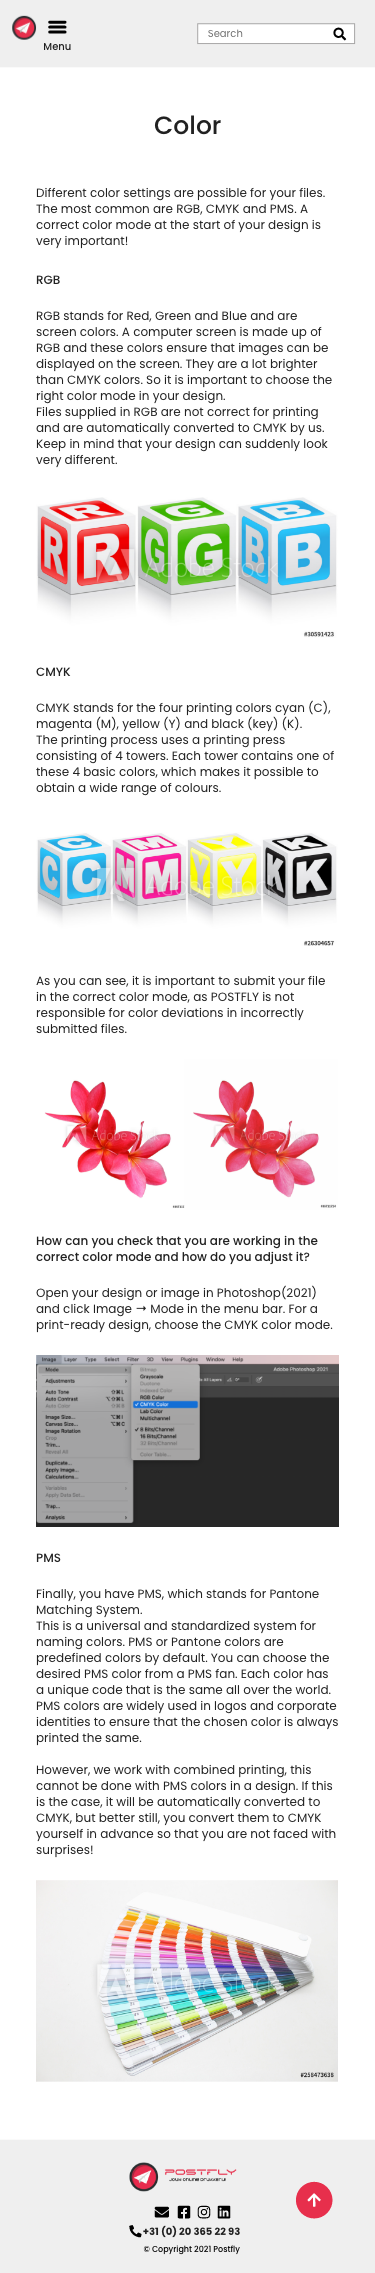 Menu
Search
Color
Different color settings are possible for your files.
The most common are RGB, CMYK and PMS. A
correct color mode at the start of your design is
very important!
RGB
RGB stands for Red, Green and Blue and are
screen colors. A computer screen is made up of
RGB and these colors ensure that images can be
displayed on the screen. They are a lot brighter
than CMYK colors. So it is important to choose the
right color mode in your design.
Files supplied in RGB are not correct for printing
and are automatically converted to CMYK by us.
Keep in mind that your design can suddenly look
very different.
R R G G B B
Adobe Stock
#30591423
CMYK
CMYK stands for the four printing colors cyan (C),
magenta (M), yellow (Y) and black (key) (K).
The printing process uses a printing press
consisting of 4 towers. Each tower contains one of
these 4 basic colors, which makes it possible to
obtain a wide range of colours.
C C M M Y Y K K
Adobe Stock
#26304657
As you can see, it is important to submit your file
in the correct color mode, as POSTFLY is not
responsible for color deviations in incorrectly
submitted files.
Adobe Stock Adobe Stock
How can you check that you are working in the
correct color mode and how do you adjust it?
Open your design or image in Photoshop(2021)
and click Image → Mode in the menu bar. For a
print-ready design, choose the CMYK color mode.
Image Layer Type Select Filter 3D View Plugins Window Help
Adobe Photoshop 2021
Mode
Adjustments
Auto Tone
Auto Contrast
Auto Color
Image Size...
Canvas Size...
Image Rotation
Crop
Trim...
Reveal All
Duplicate...
Apply Image...
Calculations...
Variables
Apply Data Set...
Trap...
Analysis
Bitmap
Grayscale
Duotone
Indexed Color
RGB Color
✓ CMYK Color
Lab Color
Multichannel
✓ 8 Bits/Channel
16 Bits/Channel
32 Bits/Channel
Color Table...
PMS
Finally, you have PMS, which stands for Pantone
Matching System.
This is a universal and standardized system for
naming colors. PMS or Pantone colors are
predefined colors by default. You can choose the
desired PMS color from a PMS fan. Each color has
a unique code that is the same all over the world.
PMS colors are widely used in logos and corporate
identities to ensure that the chosen color is always
printed the same.
However, we work with combined printing, this
cannot be done with PMS colors in a design. If this
is the case, it will be automatically converted to
CMYK, but better still, you convert them to CMYK
yourself in advance so that you are not faced with
surprises!
Adobe Stock
#258473638
POSTFLY
JOUW ONLINE DRUKKERIJ!
+31 (0) 20 365 22 93
© Copyright 2021 Postfly